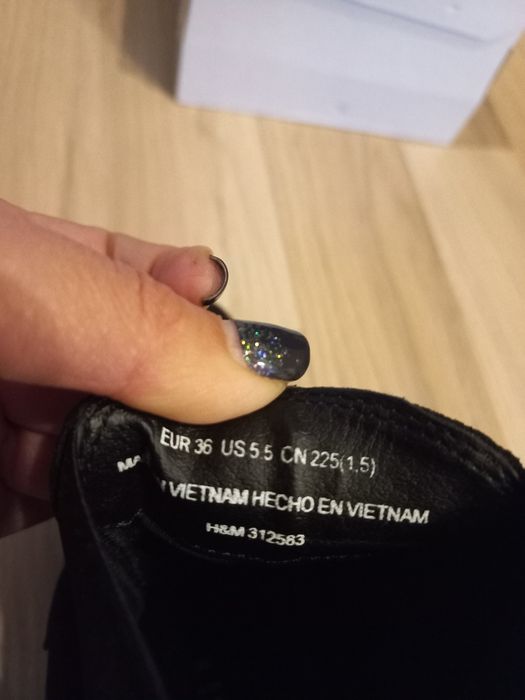 EUR 36 US 5.5 CN 225(1,5)
VIETNAM HECHO EN VIETNAM
H&M 312583